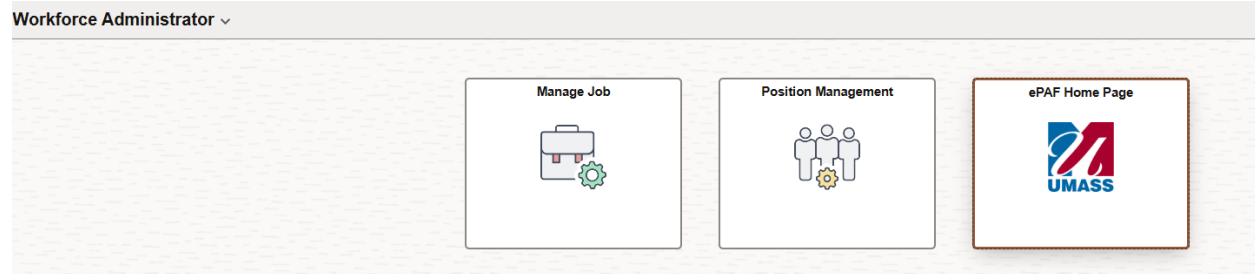 Workforce Administrator
Manage Job
Position Management
ePAF Home Page
UMASS